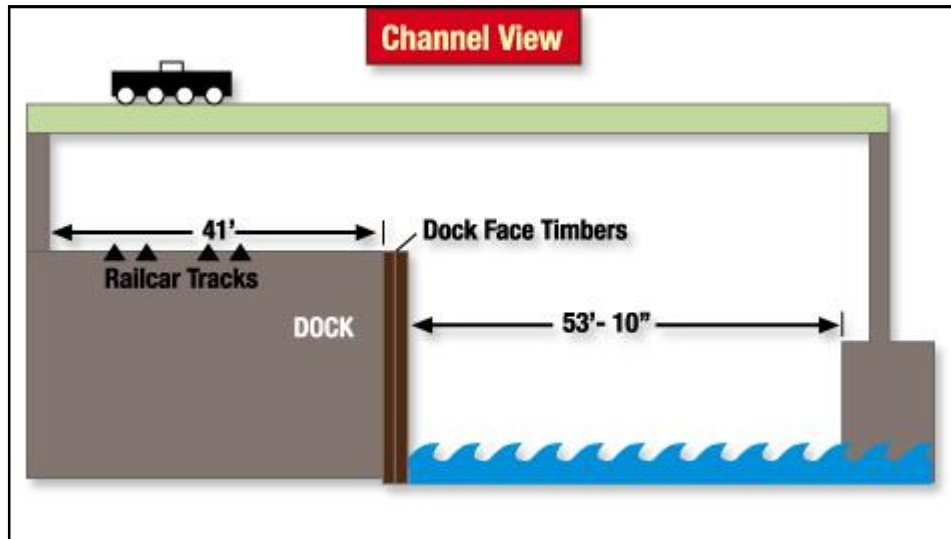 Channel View
41'
Dock Face Timbers
Railcar Tracks
DOCK
53'- 10”